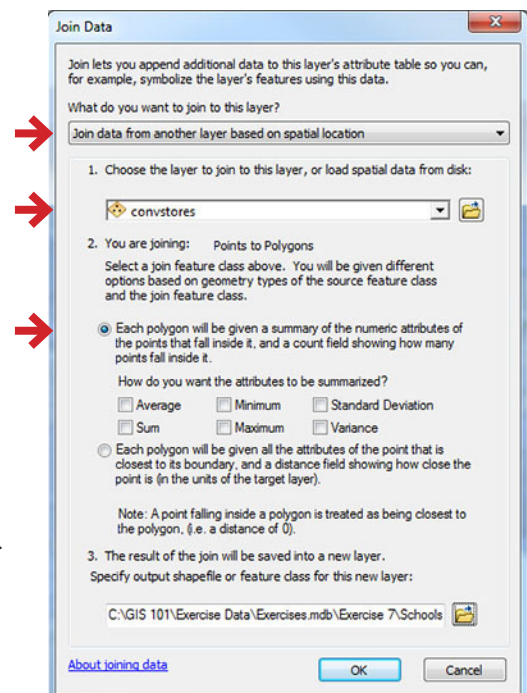 Join Data
Join lets you append additional data to this layer's attribute table so you can,
for example, symbolize the layer's features using this data.
What do you want to join to this layer?
Join data from another layer based on spatial location
1. Choose the layer to join to this layer, or load spatial data from disk:
convstores
2. You are joining: Points to Polygons
Select a join feature class above. You will be given different
options based on geometry types of the source feature class
and the join feature class.
Each polygon will be given a summary of the numeric attributes of
the points that fall inside it, and a count field showing how many
points fall inside it.
How do you want the attributes to be summarized?
Average Minimum Standard Deviation
Sum Maximum Variance
Each polygon will be given all the attributes of the point that is
closest to its boundary, and a distance field showing how close the
point is (in the units of the target layer).
Note: A point falling inside a polygon is treated as being closest to
the polygon, (i.e. a distance of 0).
3. The result of the join will be saved into a new layer.
Specify output shapefile or feature class for this new layer:
C:\GIS 101\Exercise Data\Exercises.mdb\Exercise 7\Schools
About joining data OK Cancel